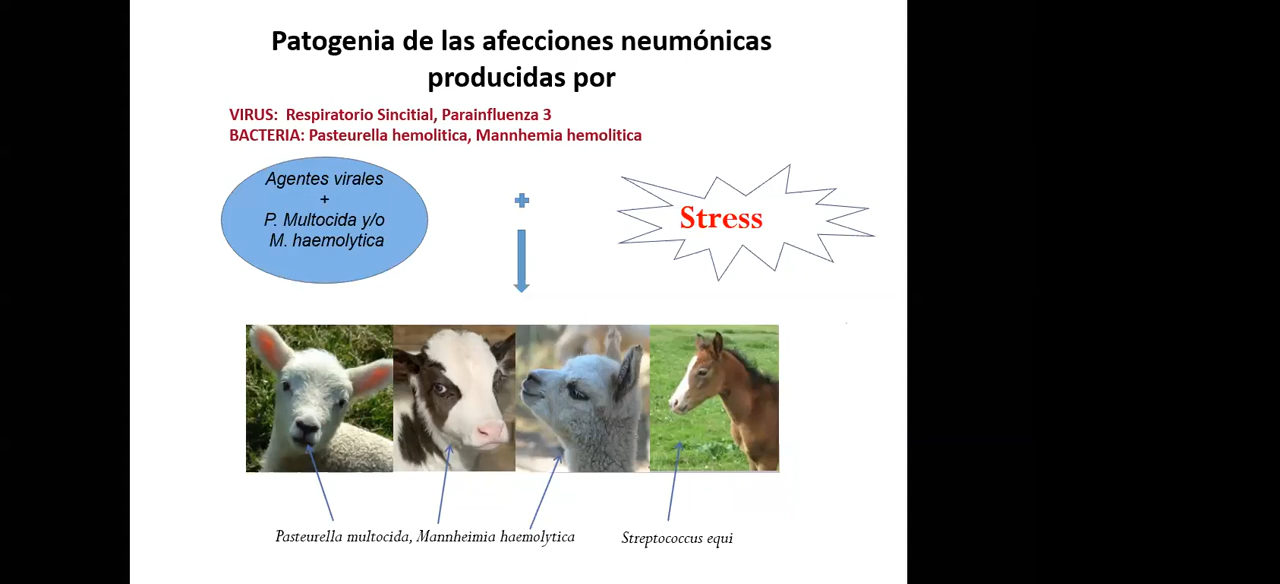 Patogenia de las afecciones neumónicas
producidas por
VIRUS: Respiratorio Sincitial, Parainfluenza 3
BACTERIA: Pasteurella hemolitica, Mannhemia hemolitica
Agentes virales
+
P. Multocida y/o
M. haemolytica
Stress
Pasteurella multocida, Mannheimia haemolytica
Streptococcus equi